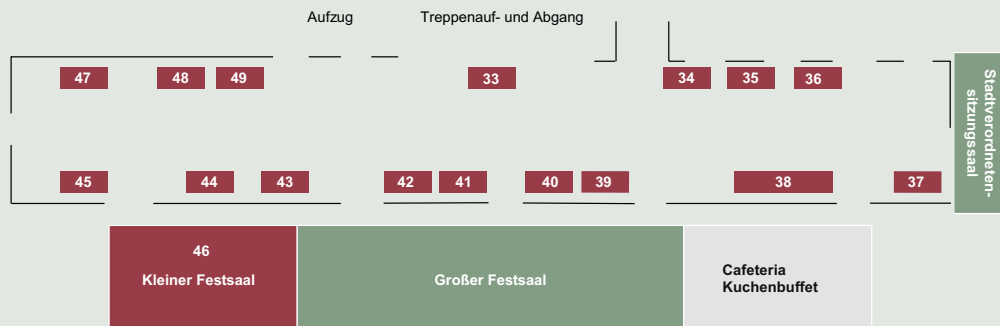 Aufzug
Treppenauf- und Abgang
47
48
49
33
34
35
36
Stadtverordneten-
sitzungssaal
45
44
43
42
41
40
39
38
37
46
Kleiner Festsaal
Großer Festsaal
Cafeteria
Kuchenbuffet